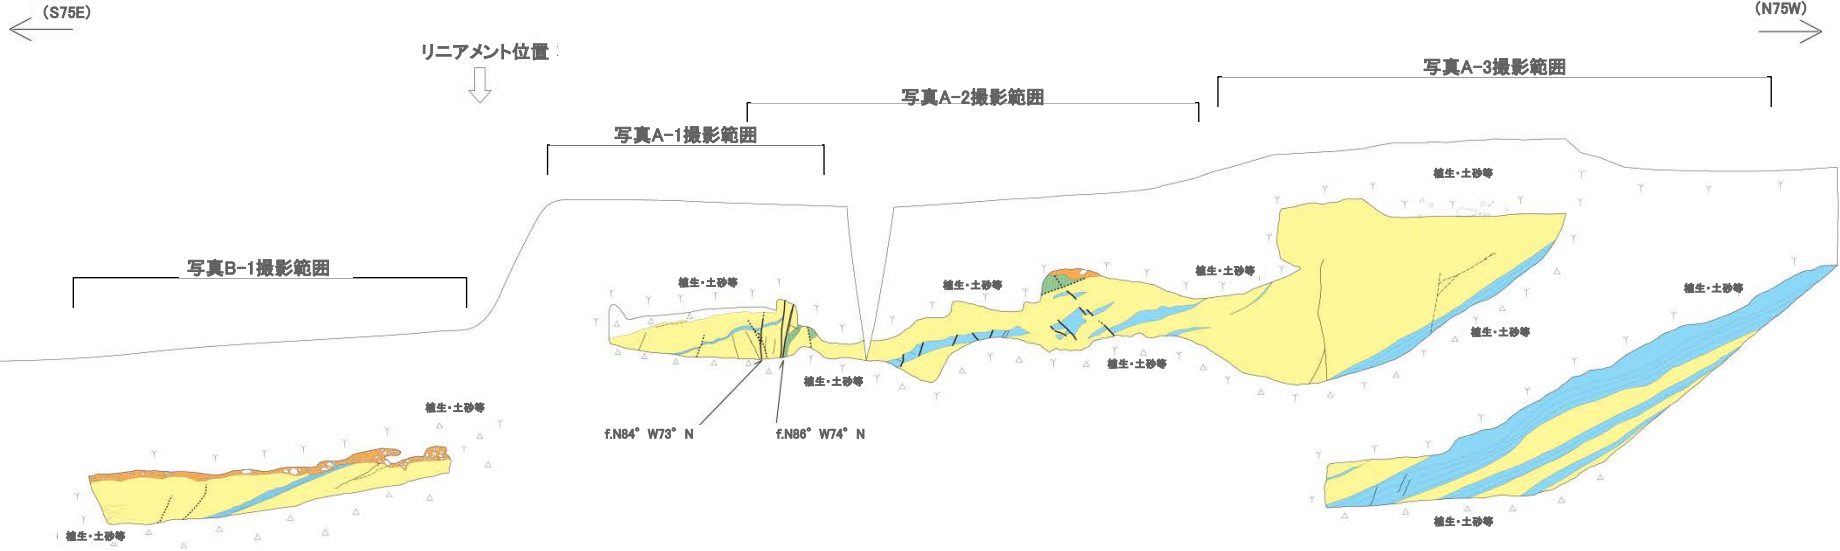 (S75E)
(N75W)
リニアメント位置
写真A-3撮影範囲
写真A-2撮影範囲
写真A-1撮影範囲
写真B-1撮影範囲
植生・土砂等
植生・土砂等
植生・土砂等
植生・土砂等
植生・土砂等
植生・土砂等
植生・土砂等
植生・土砂等
植生・土砂等
f.N84°W73°N
f.N86°W74°N
植生・土砂等
植生・土砂等